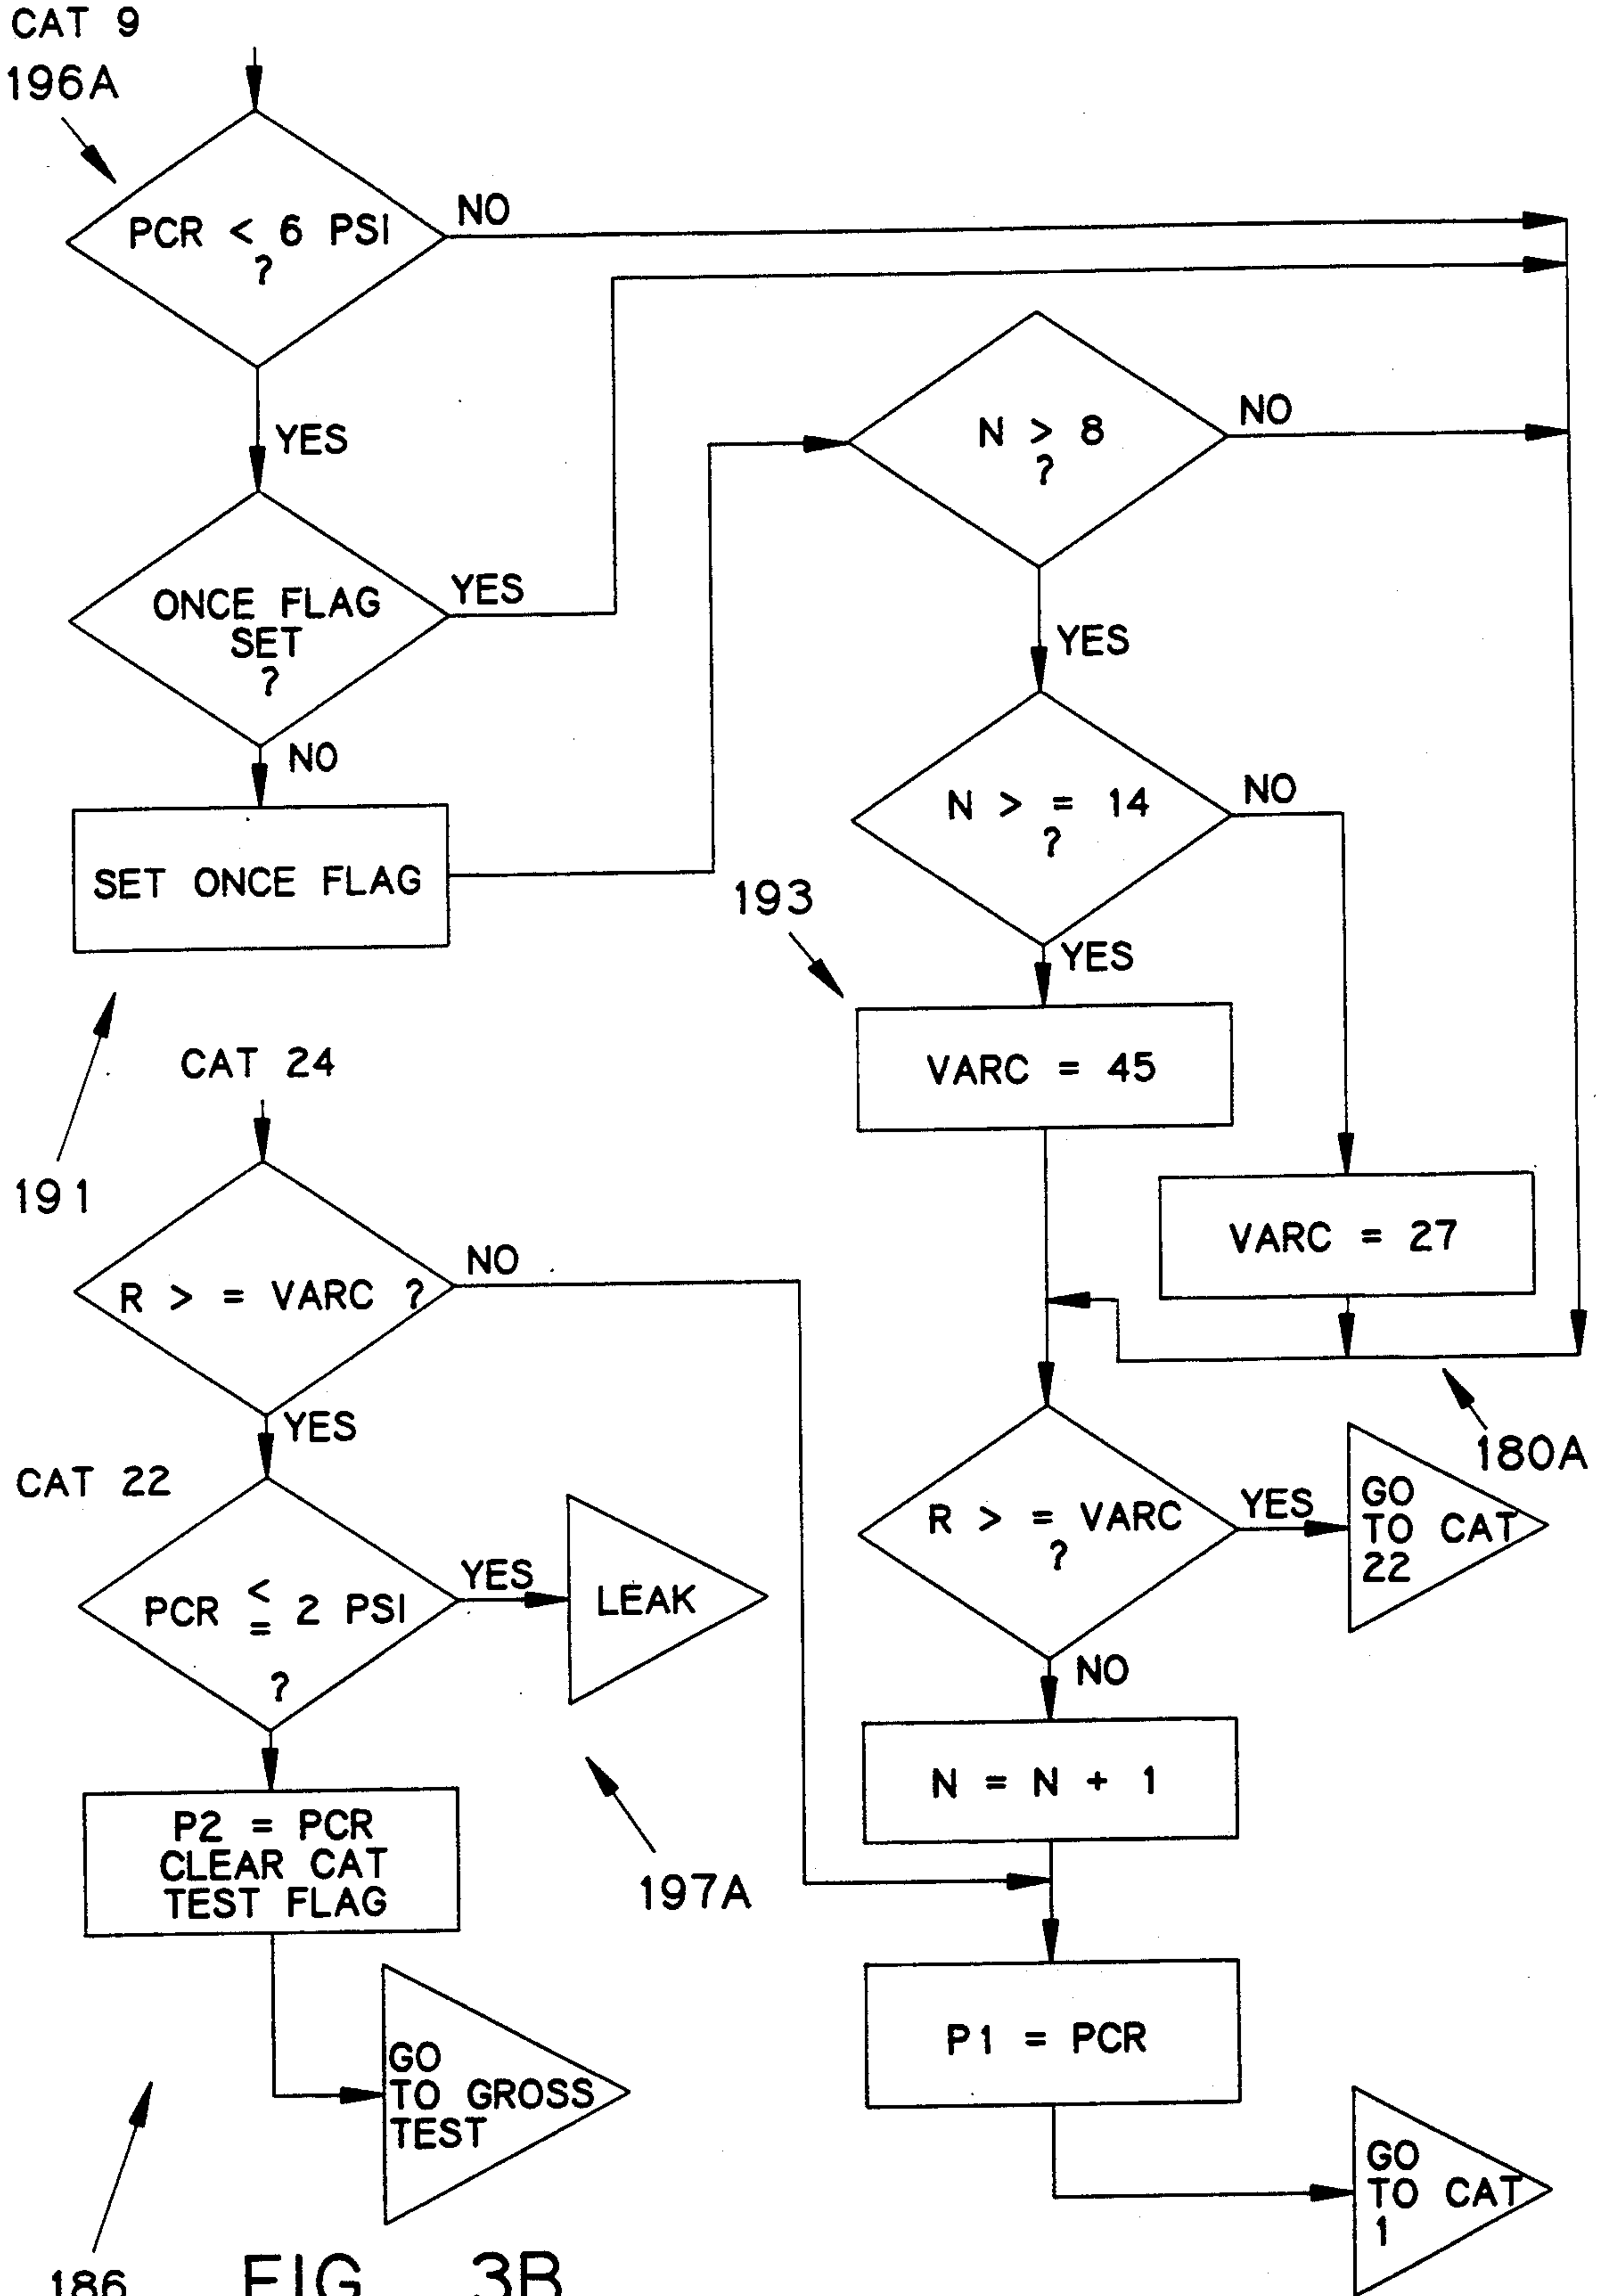 CAT 9
196A
PCR < 6 PSI
?
NO
YES
ONCE FLAG
SET
?
YES
NO
SET ONCE FLAG
191
N > 8
?
NO
YES
N > = 14
?
NO
YES
193
VARC = 45
VARC = 27
180A
R > = VARC
?
YES
GO
TO CAT
22
NO
N = N + 1
P1 = PCR
GO
TO CAT
1
CAT 24
R > = VARC ?
NO
YES
CAT 22
PCR <
= 2 PSI
?
YES
LEAK
197A
P2 = PCR
CLEAR CAT
TEST FLAG
GO
TO GROSS
TEST
186
FIG. 3B